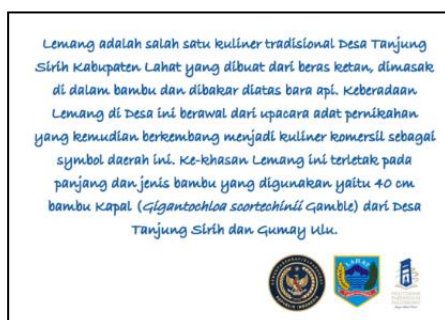 Lemang adalah salah satu kuliner tradisional Desa Tanjung
Sirih Kabupaten Lahat yang dibuat dari beras ketan, dimasak
di dalam bambu dan dibakar diatas bara api. Keberadaan
Lemang di Desa ini berawal dari upacara adat pernikahan
yang kemudian berkembang menjadi kuliner komersil sebagai
symbol daerah ini. Ke-khasan Lemang ini terletak pada
panjang dan jenis bambu yang digunakan yaitu 40 cm
bambu Kapal (Gigantochloa scortechinii Gamble) dari Desa
Tanjung Sirih dan Gumay Ulu.
LAHAT